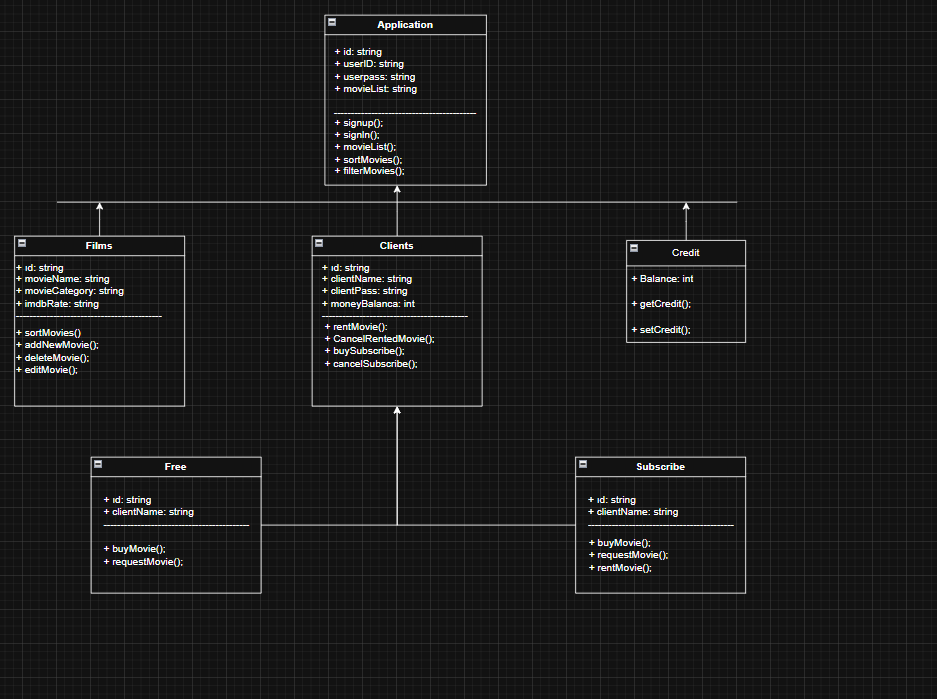 Application
+ id: string
+ userID: string
+ userpass: string
+ movieList: string
+ signup();
+ signIn();
+ movieList();
+ sortMovies();
+ filterMovies();
Films
+ id: string
+ movieName: string
+ movieCategory: string
+ imdbRate: string
+ sortMovies()
+ addNewMovie();
+ deleteMovie();
+ editMovie();
Clients
+ id: string
+ clientName: string
+ clientPass: string
+ moneyBalanca: int
+ rentMovie();
+ CancelRentedMovie();
+ buySubscribe();
+ cancelSubscribe();
Credit
+ Balance: int
+ getCredit();
+ setCredit();
Free
+ id: string
+ clientName: string
+ buyMovie();
+ requestMovie();
Subscribe
+ id: string
+ clientName: string
+ buyMovie();
+ requestMovie();
+ rentMovie();